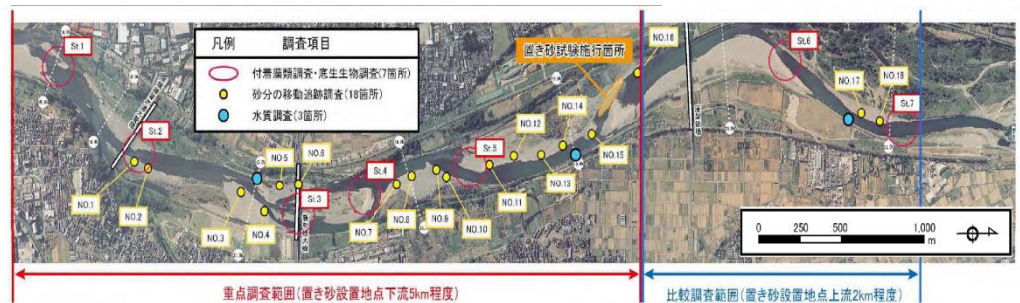 凡例 調査項目
付着藻類調査・底生生物調査(7箇所)
砂分の移動追跡調査(18箇所)
水質調査(3箇所)
置き砂試験施行箇所
St.1
St.2
St.3
St.4
St.5
St.6
St.7
NO.1
NO.2
NO.3
NO.4
NO.5
NO.6
NO.7
NO.8
NO.9
NO.10
NO.11
NO.12
NO.13
NO.14
NO.15
NO.16
NO.17
NO.18
0 250 500 1,000
m
重点調査範囲(置き砂設置地点下流5km程度)
比較調査範囲(置き砂設置地点上流2km程度)